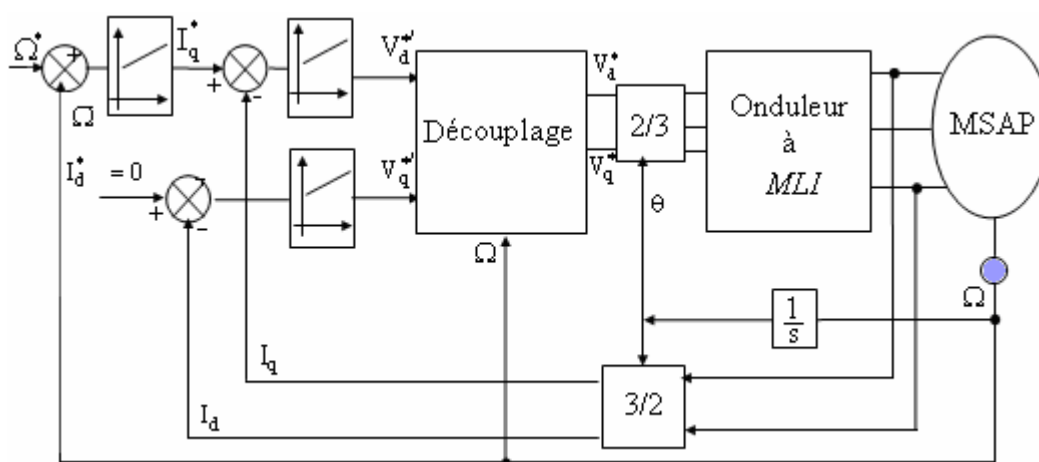 Ω*
+
Ω
I*q
+
-
V*'d
Découplage
V*d
2/3
V*q
Onduleur
à
MLI
MSAP
I*d = 0
+
-
-
V*'q
θ
Ω
Ω
1/s
Iq
3/2
Id